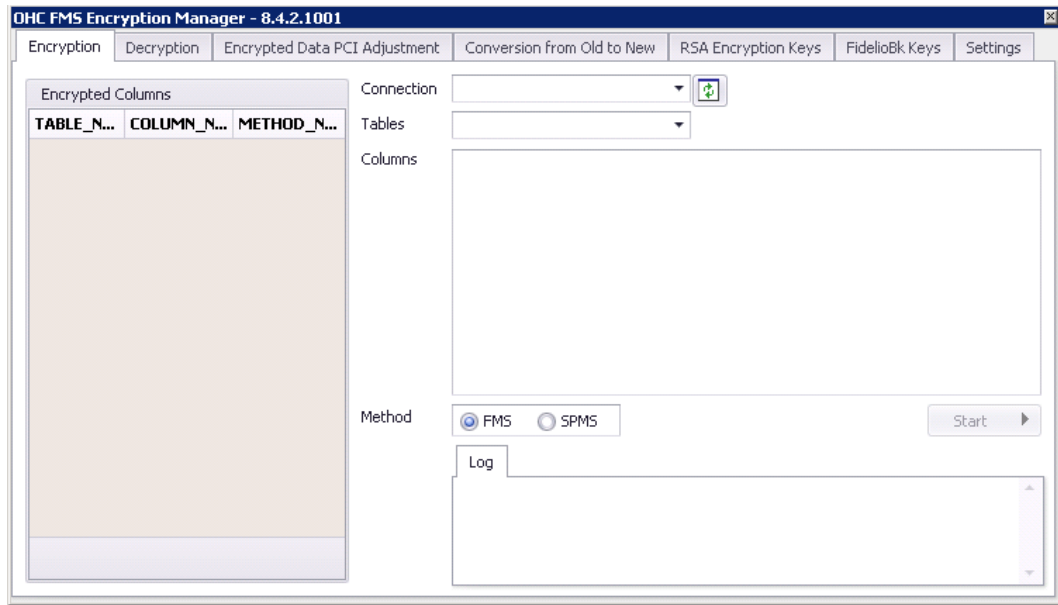 OHC FMS Encryption Manager - 8.4.2.1001
Encryption Decryption Encrypted Data PCI Adjustment Conversion from Old to New RSA Encryption Keys FidelioBk Keys Settings
Encrypted Columns
TABLE_N... COLUMN_N... METHOD_N...
Connection
Tables
Columns
Method FMS SPMS Start
Log